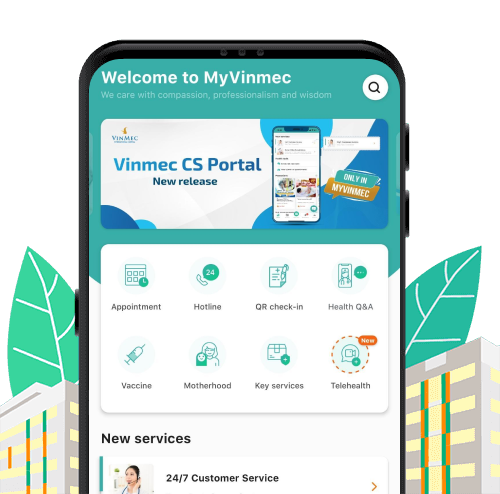 Welcome to MyVinmec
We care with compassion, professionalism and wisdom
VINMEC
Vinmec CS Portal
New release
ONLY IN
MYVINMEC
Appointment
24
Hotline
QR check-in
Health Q&A
New
Vaccine
Motherhood
Key services
Telehealth
New services
24/7 Customer Service